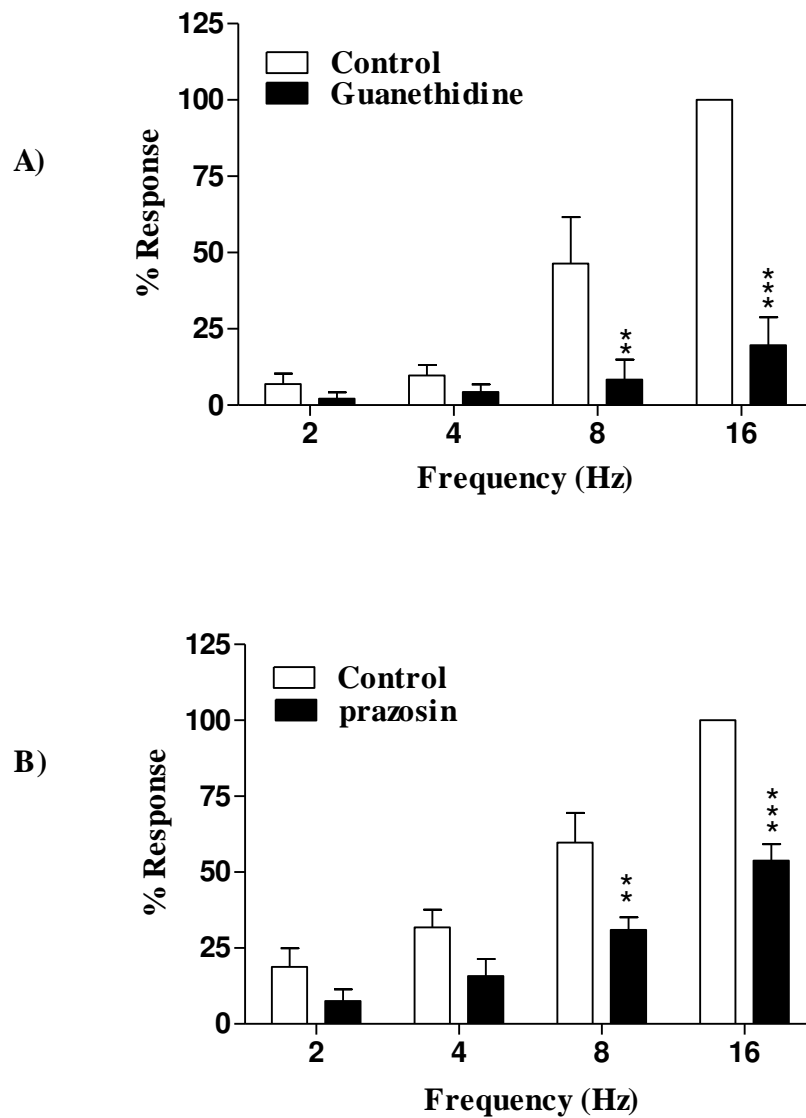 A)
125
100
75
50
25
0
% Response
Control
Guanethidine
**
***
2 4 8 16
Frequency (Hz)
B)
125
100
75
50
25
0
% Response
Control
prazosin
**
***
2 4 8 16
Frequency (Hz)